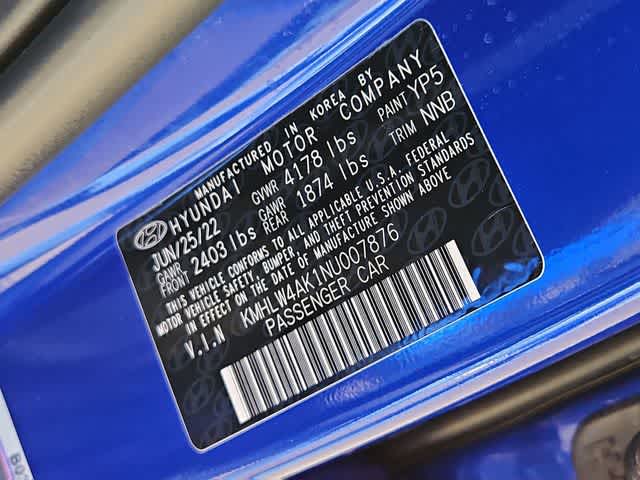 MANUFACTURED IN KOREA BY
HYUNDAI MOTOR COMPANY
JUN/25/22 GVWR 4178 lbs PAINT YP5
GAWR FRONT 2403 lbs GAWR REAR 1874 lbs TRIM NNB
THIS VEHICLE CONFORMS TO ALL APPLICABLE U.S.A. FEDERAL
MOTOR VEHICLE SAFETY, BUMPER, AND THEFT PREVENTION STANDARDS
IN EFFECT ON THE DATE OF MANUFACTURE SHOWN ABOVE
V.I.N KMHLW4AK1NU007876
PASSENGER CAR